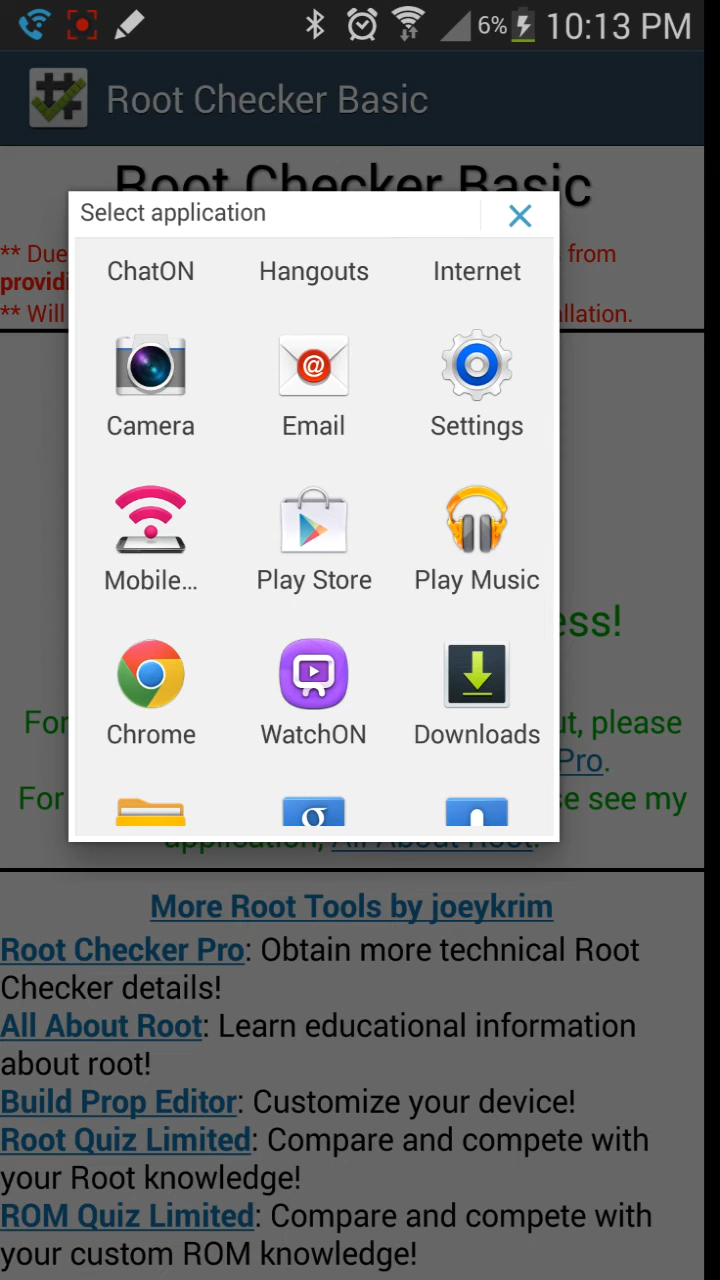 6% 10:13 PM
Root Checker Basic
Root Checker Basic
Select application
** Due from
ChatON Hangouts Internet
** Will
Camera Email Settings
Mobile... Play Store Play Music
Chrome WatchON Downloads
For ut, please
Pro.
For se see my
application, All About Root.
More Root Tools by joeykrim
Root Checker Pro: Obtain more technical Root
Checker details!
All About Root: Learn educational information
about root!
Build Prop Editor: Customize your device!
Root Quiz Limited: Compare and compete with
your Root knowledge!
ROM Quiz Limited: Compare and compete with
your custom ROM knowledge!